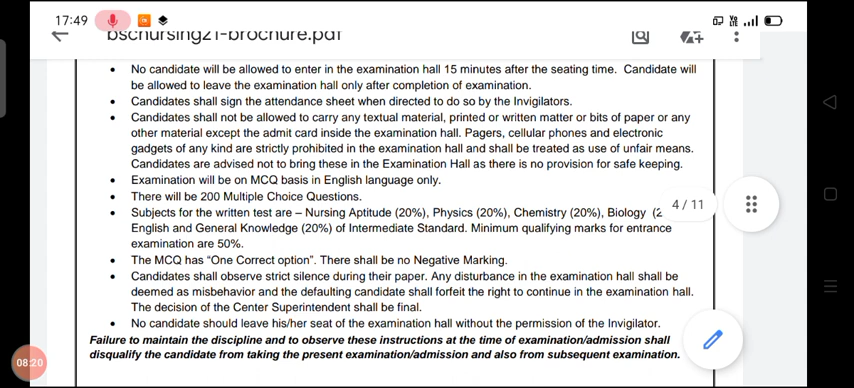 17:49
bschursing21-brochure.pdf
• No candidate will be allowed to enter in the examination hall 15 minutes after the seating time. Candidate will
be allowed to leave the examination hall only after completion of examination.
• Candidates shall sign the attendance sheet when directed to do so by the Invigilators.
• Candidates shall not be allowed to carry any textual material, printed or written matter or bits of paper or any
other material except the admit card inside the examination hall. Pagers, cellular phones and electronic
gadgets of any kind are strictly prohibited in the examination hall and shall be treated as use of unfair means.
Candidates are advised not to bring these in the Examination Hall as there is no provision for safe keeping.
• Examination will be on MCQ basis in English language only.
• There will be 200 Multiple Choice Questions.
• Subjects for the written test are – Nursing Aptitude (20%), Physics (20%), Chemistry (20%), Biology (2
4 / 11
English and General Knowledge (20%) of Intermediate Standard. Minimum qualifying marks for entrance
examination are 50%.
• The MCQ has “One Correct option”. There shall be no Negative Marking.
• Candidates shall observe strict silence during their paper. Any disturbance in the examination hall shall be
deemed as misbehavior and the defaulting candidate shall forfeit the right to continue in the examination hall.
The decision of the Center Superintendent shall be final.
• No candidate should leave his/her seat of the examination hall without the permission of the Invigilator.
Failure to maintain the discipline and to observe these instructions at the time of examination/admission shall
disqualify the candidate from taking the present examination/admission and also from subsequent examination.
08:20